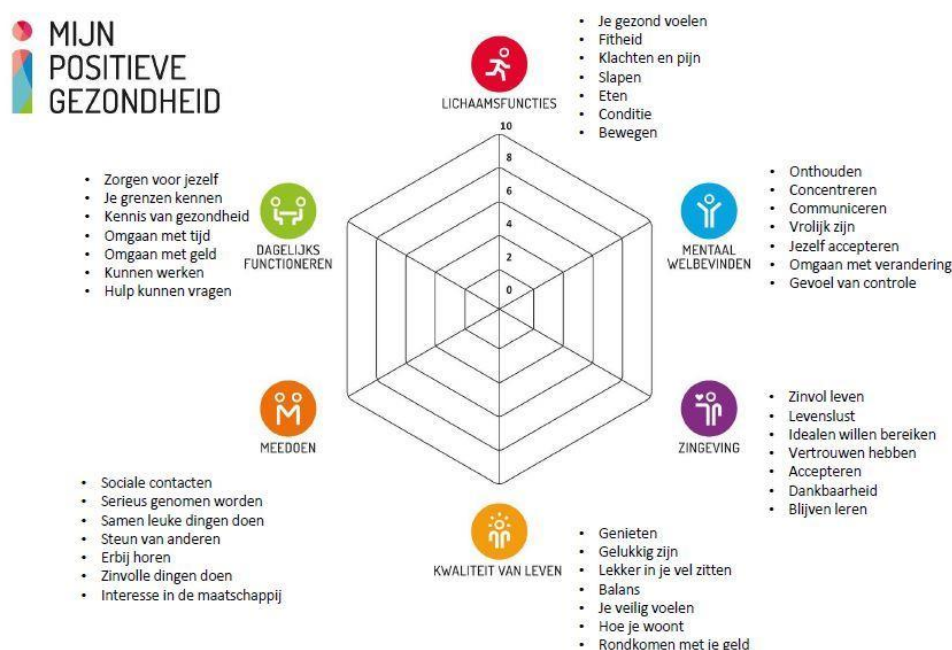 MIJN
POSITIEVE
GEZONDHEID
• Je gezond voelen
• Fitheid
• Klachten en pijn
• Slapen
• Eten
• Conditie
• Bewegen
LICHAAMSFUNCTIES
10
8
6
4
2
0
• Onthouden
• Concentreren
• Communiceren
• Vrolijk zijn
• Jezelf accepteren
• Omgaan met verandering
• Gevoel van controle
MENTAAL
WELBEVINDEN
• Zinvol leven
• Levenslust
• Idealen willen bereiken
• Vertrouwen hebben
• Accepteren
• Dankbaarheid
• Blijven leren
ZINGEVING
• Genieten
• Gelukkig zijn
• Lekker in je vel zitten
• Balans
• Je veilig voelen
• Hoe je woont
• Rondkomen met je geld
KWALITEIT VAN LEVEN
MEEDOEN
• Sociale contacten
• Serieus genomen worden
• Samen leuke dingen doen
• Steun van anderen
• Erbij horen
• Zinvolle dingen doen
• Interesse in de maatschappij
• Zorgen voor jezelf
• Je grenzen kennen
• Kennis van gezondheid
• Omgaan met tijd
• Omgaan met geld
• Kunnen werken
• Hulp kunnen vragen
DAGELIJKS
FUNCTIONEREN